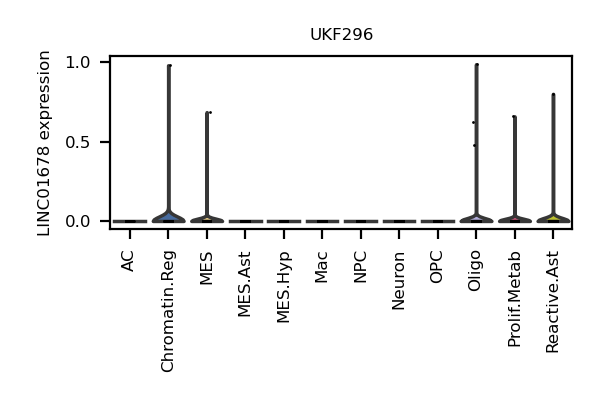 UKF296
LINC01678 expression
1.0
0.5
0.0
AC
Chromatin.Reg
MES
MES.Ast
MES.Hyp
Mac
NPC
Neuron
OPC
Oligo
Prolif.Metab
Reactive.Ast